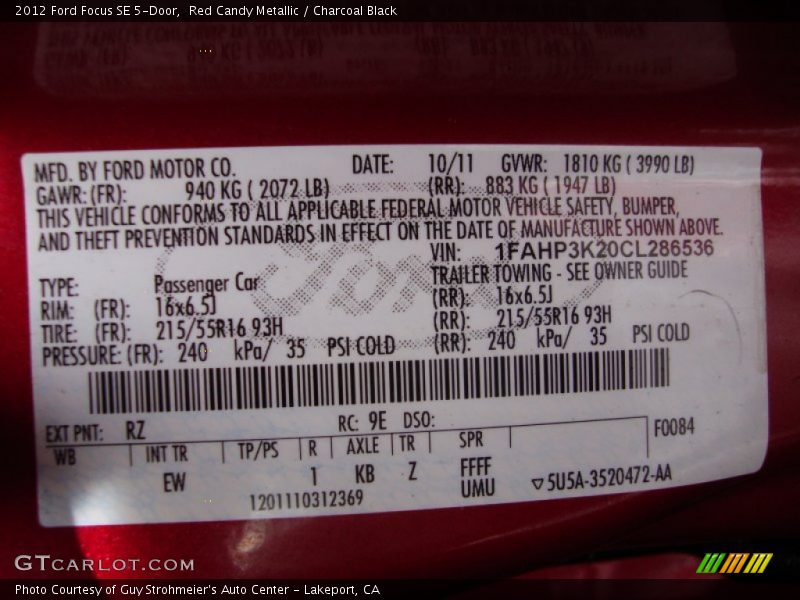 2012 Ford Focus SE 5-Door, Red Candy Metallic / Charcoal Black
MFD. BY FORD MOTOR CO. DATE: 10/11 GVWR: 1810 KG ( 3990 LB)
GAWR: (FR): 940 KG ( 2072 LB) (RR): 883 KG ( 1947 LB)
THIS VEHICLE CONFORMS TO ALL APPLICABLE FEDERAL MOTOR VEHICLE SAFETY, BUMPER,
AND THEFT PREVENTION STANDARDS IN EFFECT ON THE DATE OF MANUFACTURE SHOWN ABOVE.
VIN: 1FAHP3K20CL286536
TYPE: Passenger Car TRAILER TOWING - SEE OWNER GUIDE
RIM: (FR): 16x6.5J (RR): 16x6.5J
TIRE: (FR): 215/55R16 93H (RR): 215/55R16 93H
PRESSURE: (FR): 240 kPa/ 35 PSI COLD (RR): 240 kPa/ 35 PSI COLD
EXT PNT: RZ RC: 9E DSO: F0084
WB INT TR TP/PS R AXLE TR SPR
EW 1 KB Z FFFF
UMU
1201110312369 ▽5U5A-3520472-AA
GTCARLOT.COM
Photo Courtesy of Guy Strohmeier's Auto Center - Lakeport, CA